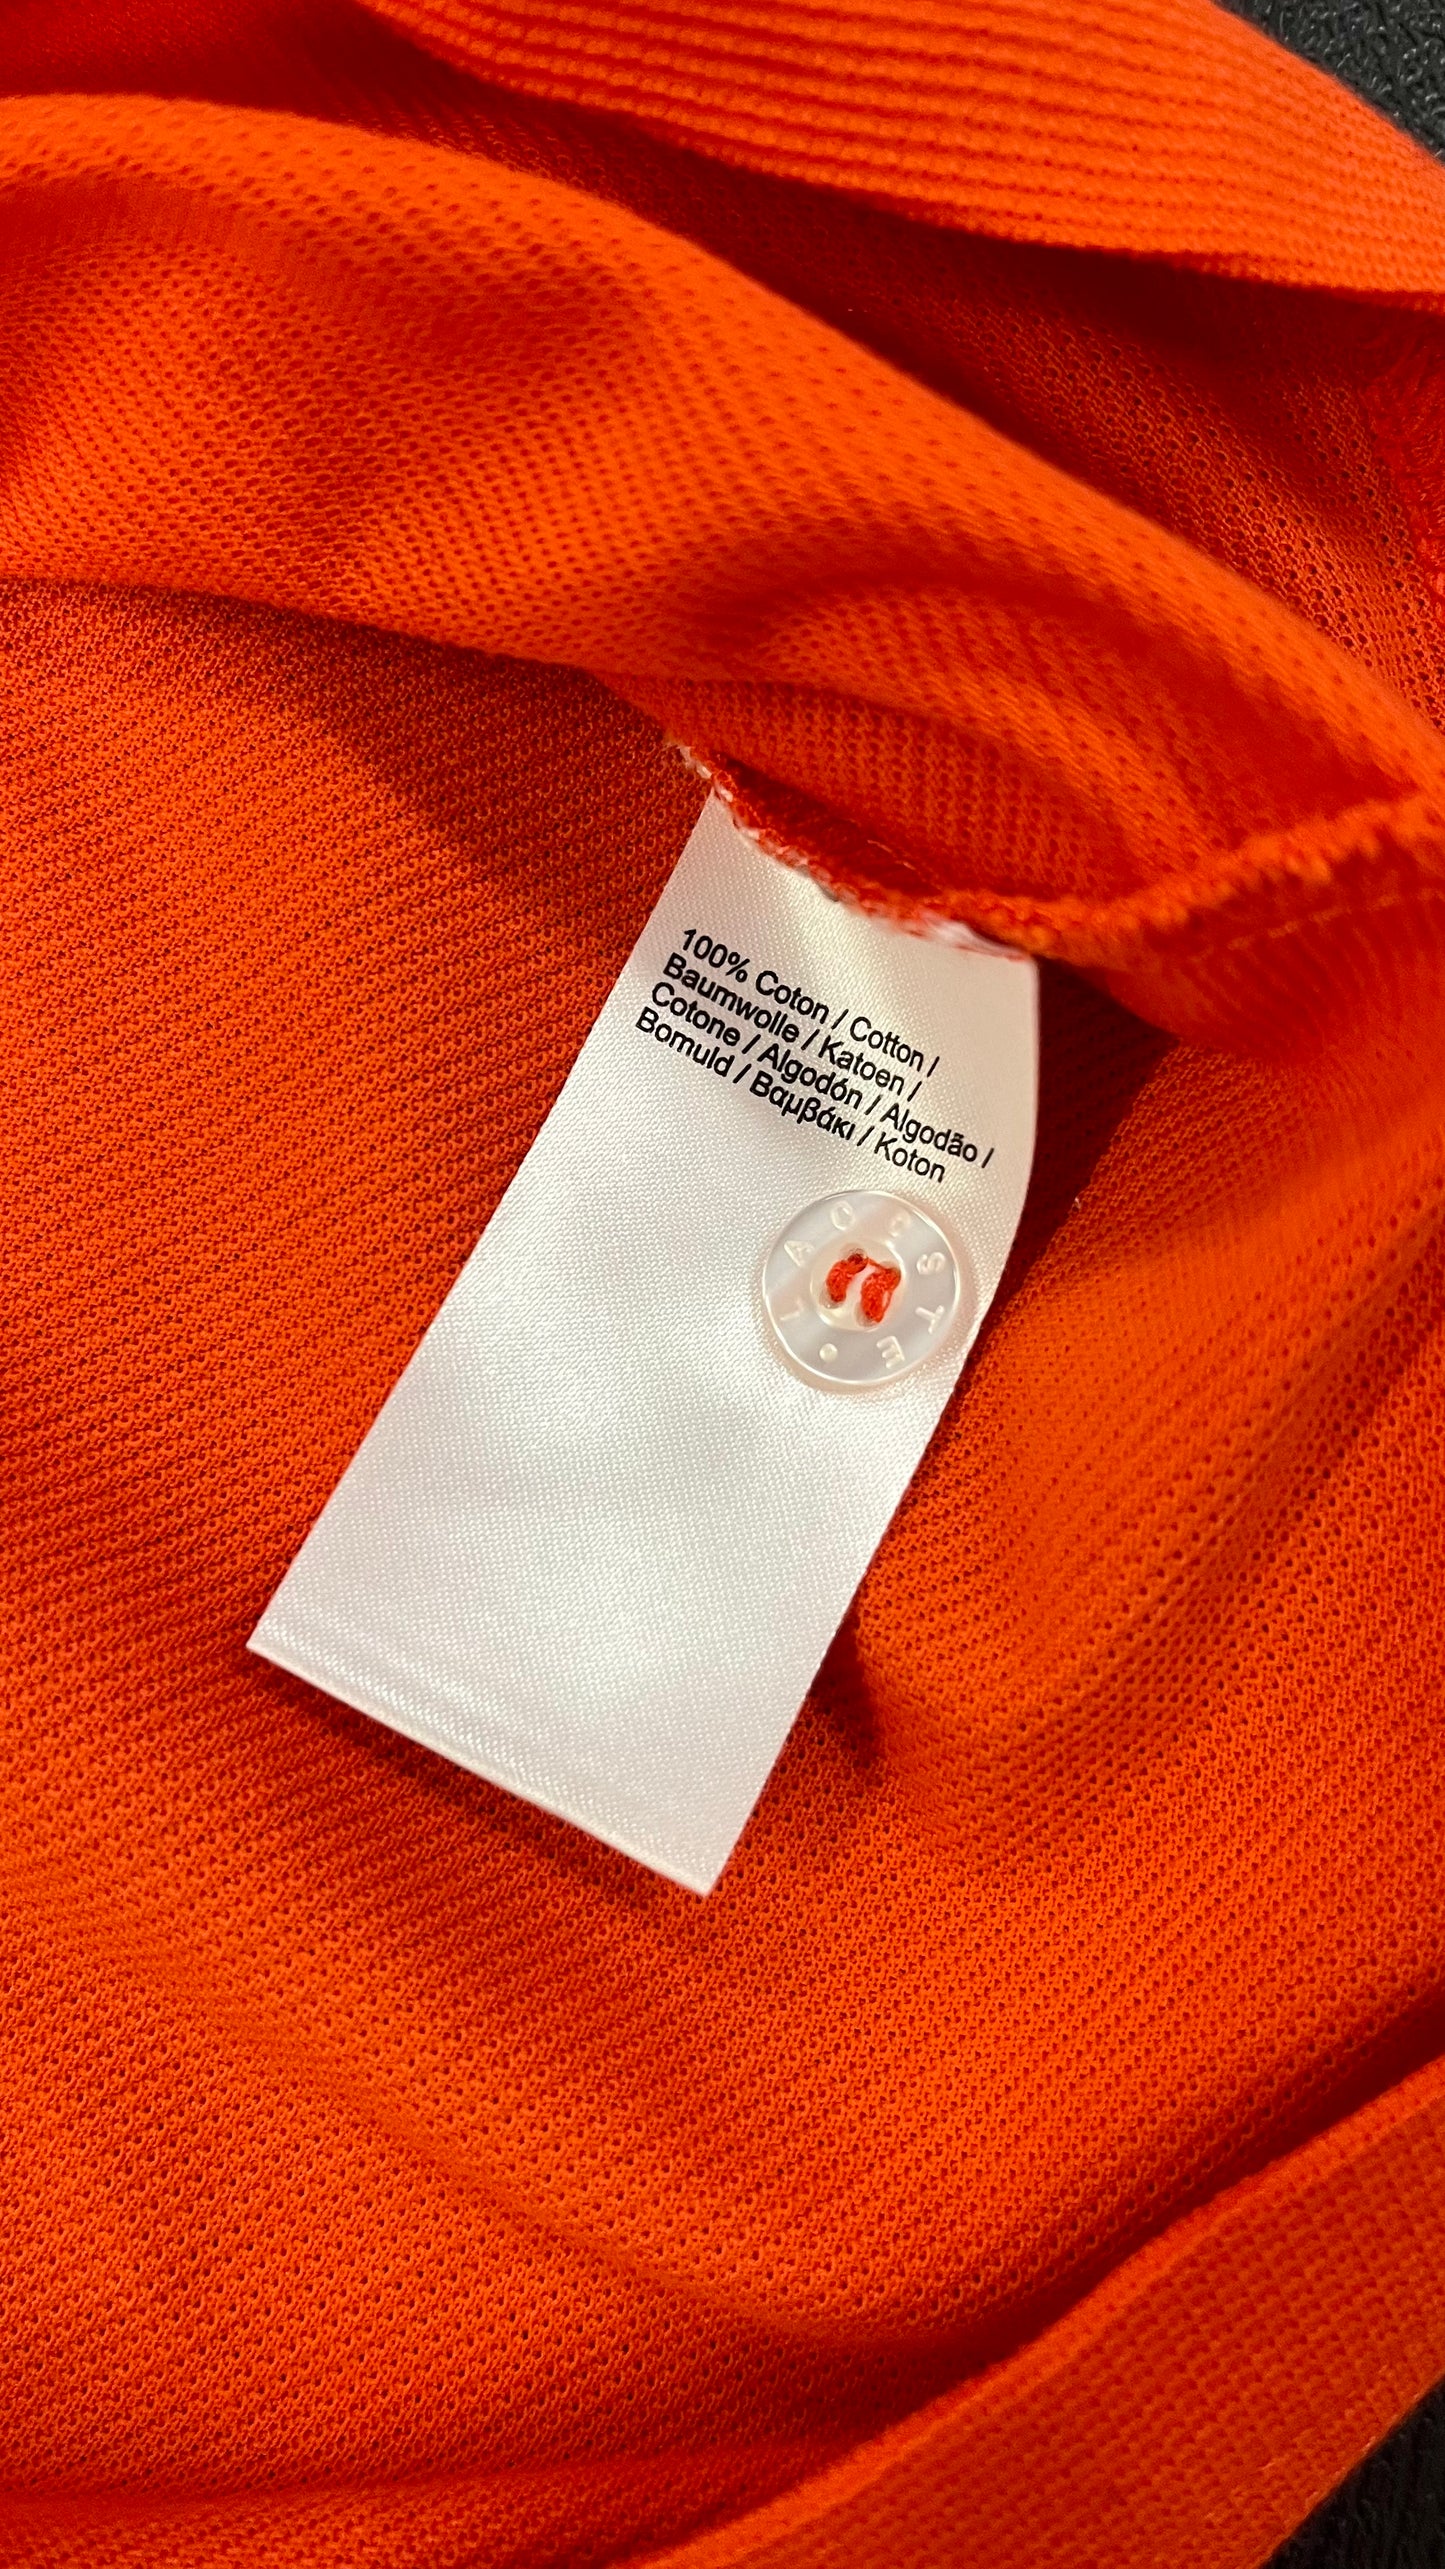 100% Coton / Cotton /
Baumwolle / Katoen /
Cotone / Algodón / Algodão /
Bomuld / Βαμβάκι / Koton
LACOSTE